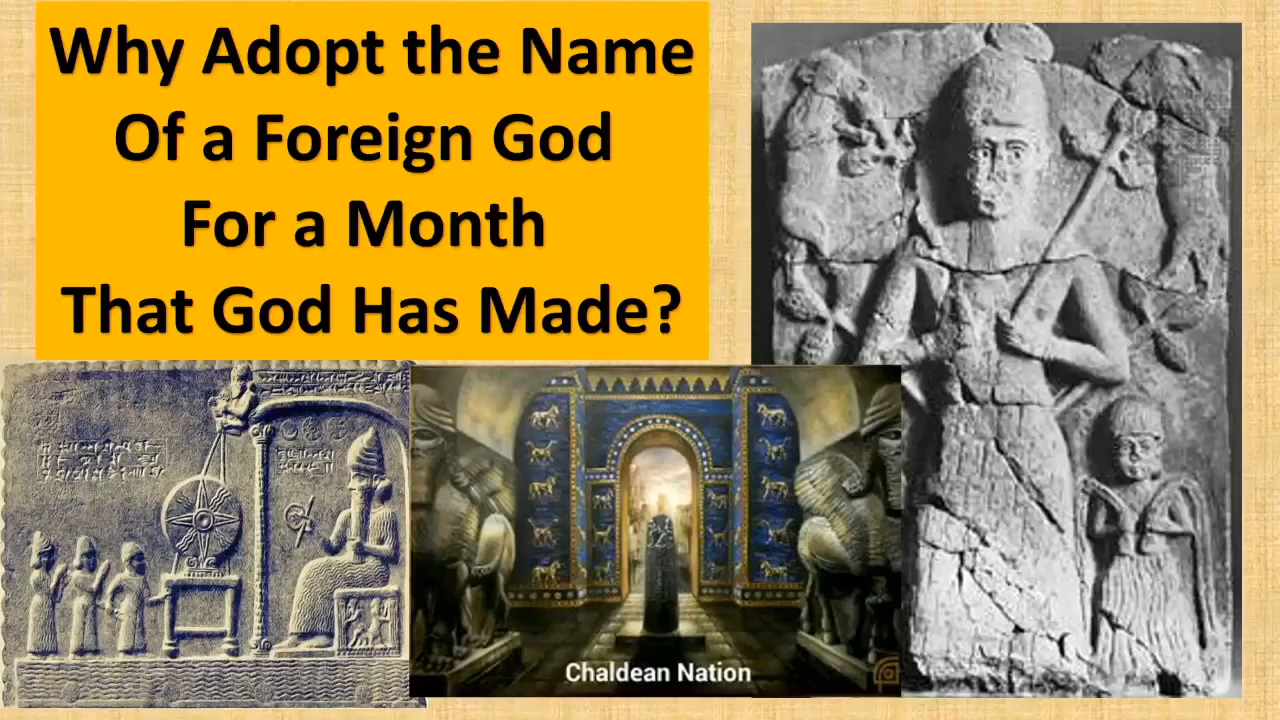 Why Adopt the Name
Of a Foreign God
For a Month
That God Has Made?
Chaldean Nation